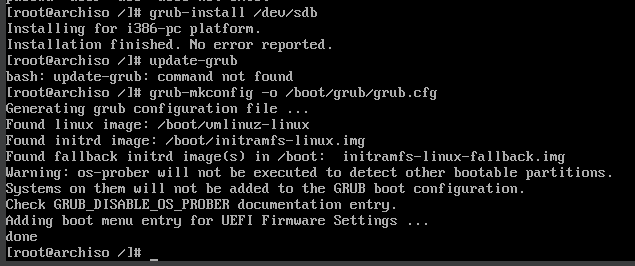 [root@archiso /]# grub-install /dev/sdb
Installing for i386-pc platform.
Installation finished. No error reported.
[root@archiso /]# update-grub
bash: update-grub: command not found
[root@archiso /]# grub-mkconfig -o /boot/grub/grub.cfg
Generating grub configuration file ...
Found linux image: /boot/vmlinuz-linux
Found initrd image: /boot/initramfs-linux.img
Found fallback initrd image(s) in /boot:  initramfs-linux-fallback.img
Warning: os-prober will not be executed to detect other bootable partitions.
Systems on them will not be added to the GRUB boot configuration.
Check GRUB_DISABLE_OS_PROBER documentation entry.
Adding boot menu entry for UEFI Firmware Settings ...
done
[root@archiso /]# _